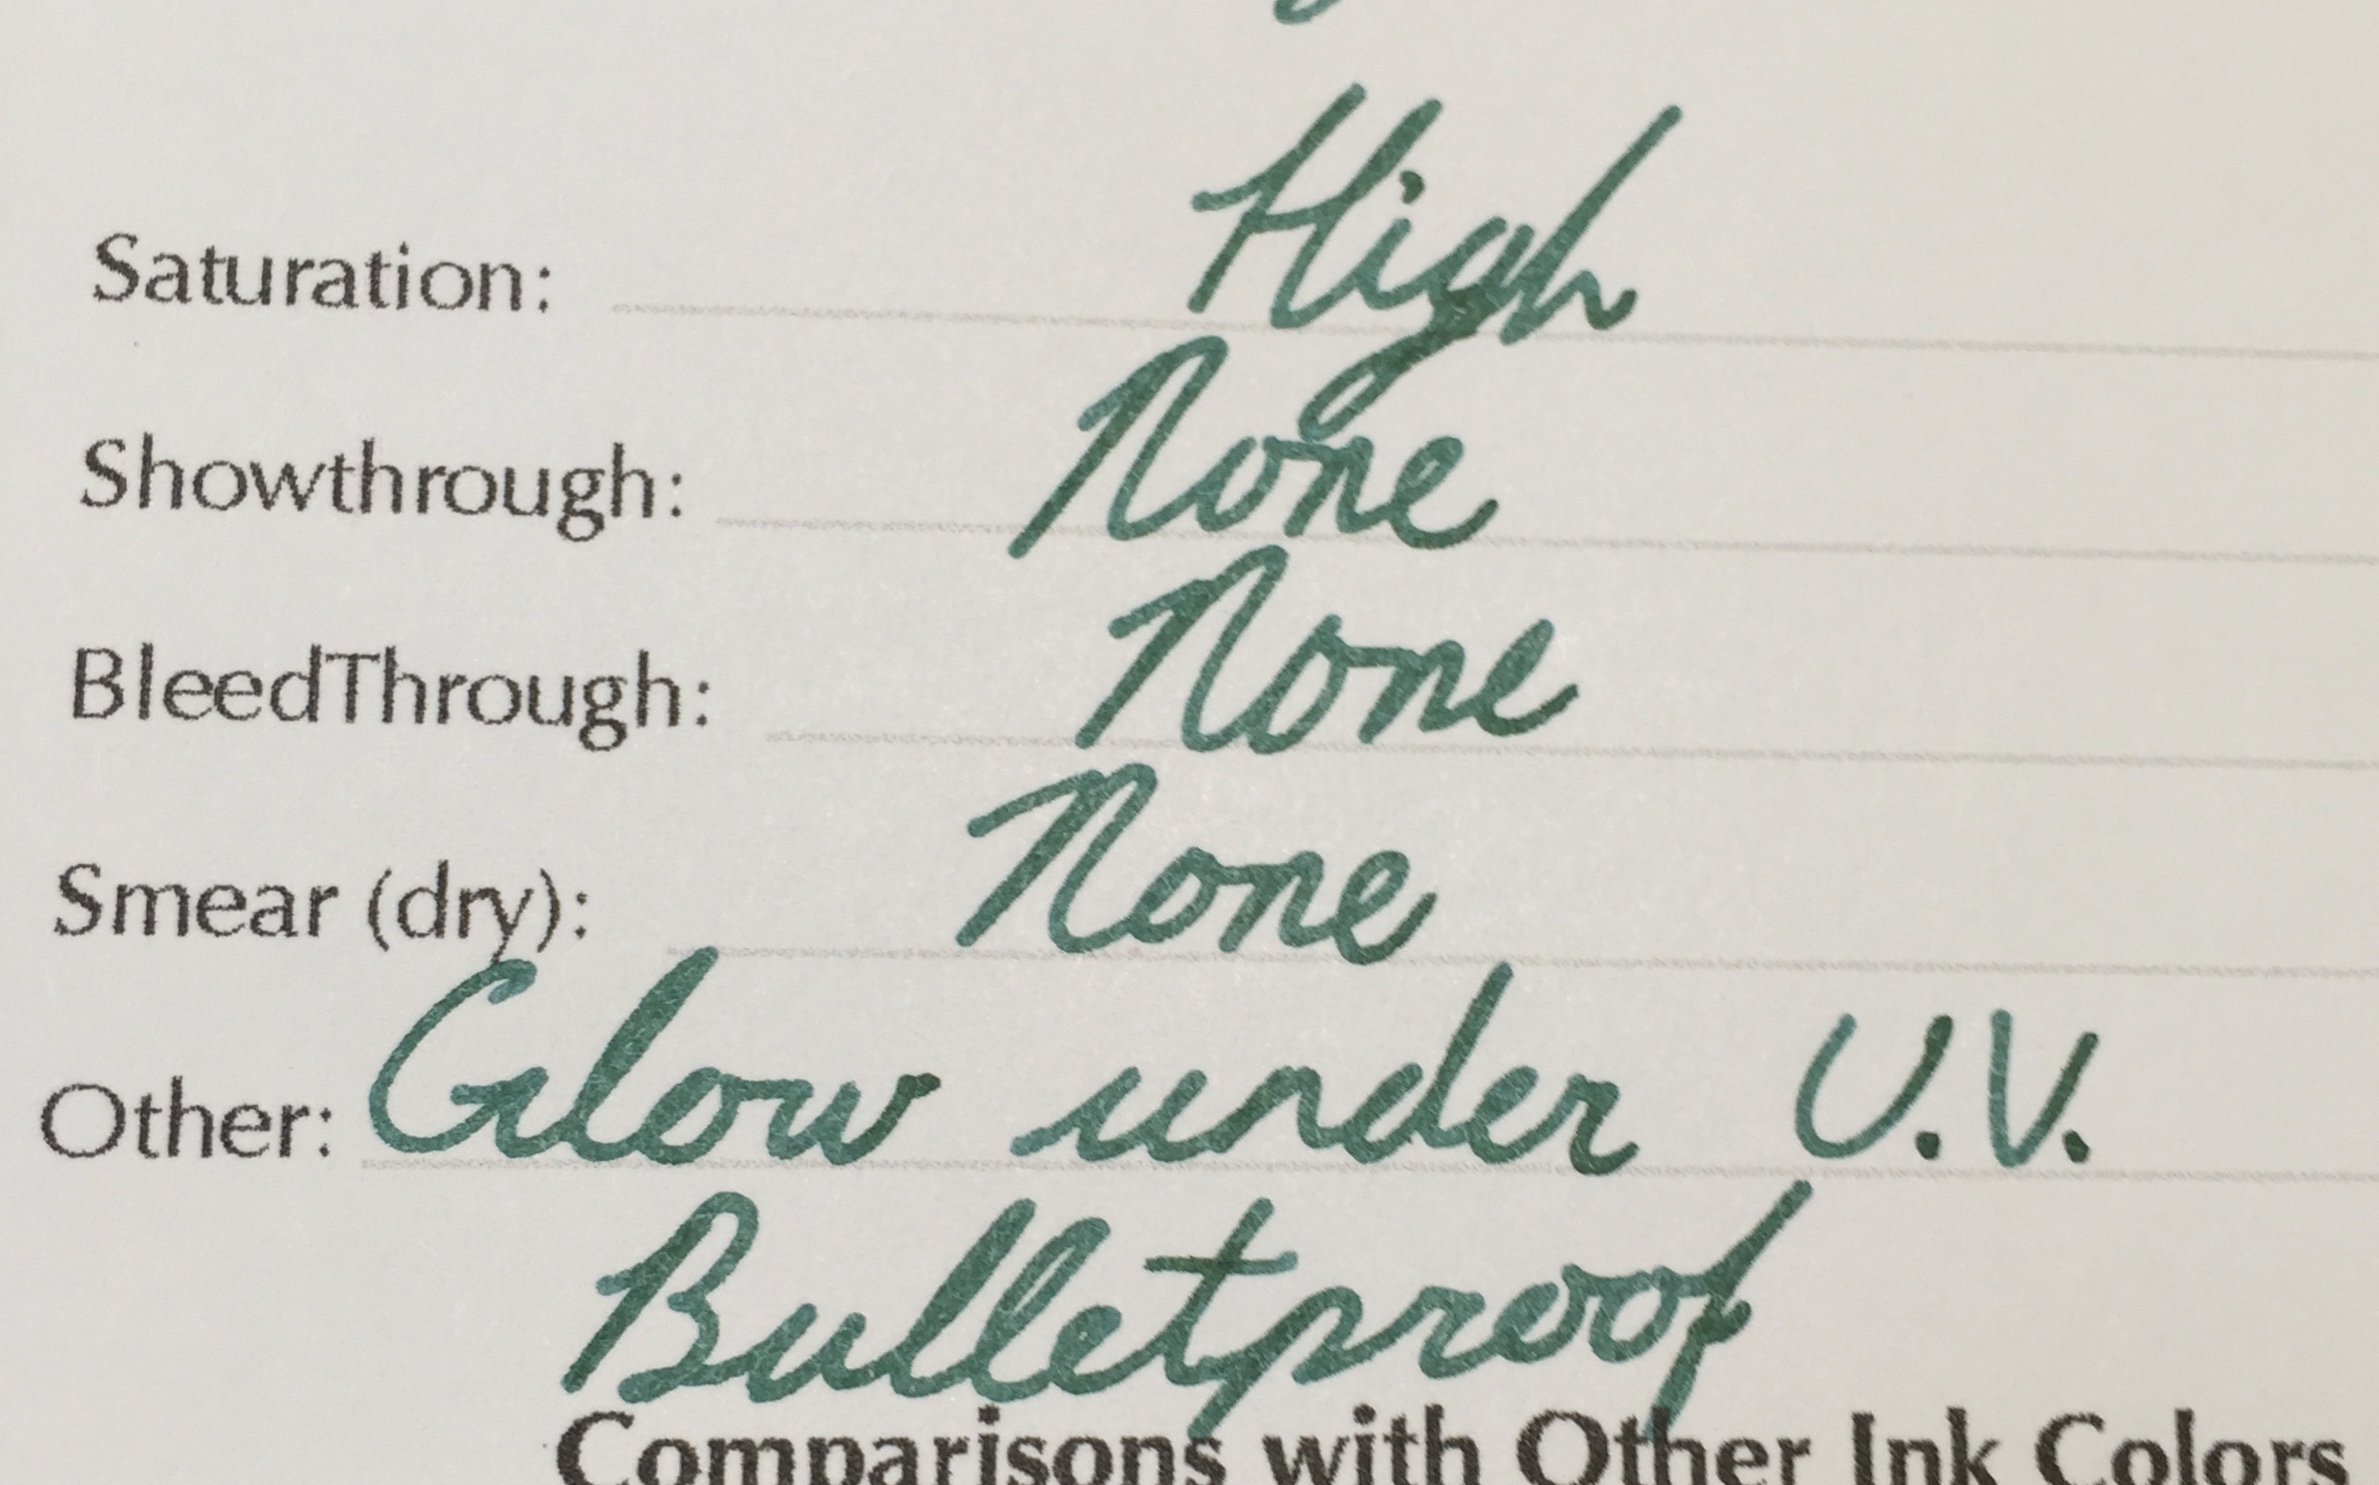 Saturation: High
Showthrough: None
BleedThrough: None
Smear (dry): None
Other: Glow under U.V.
Bulletproof
Comparisons with Other Ink Colors